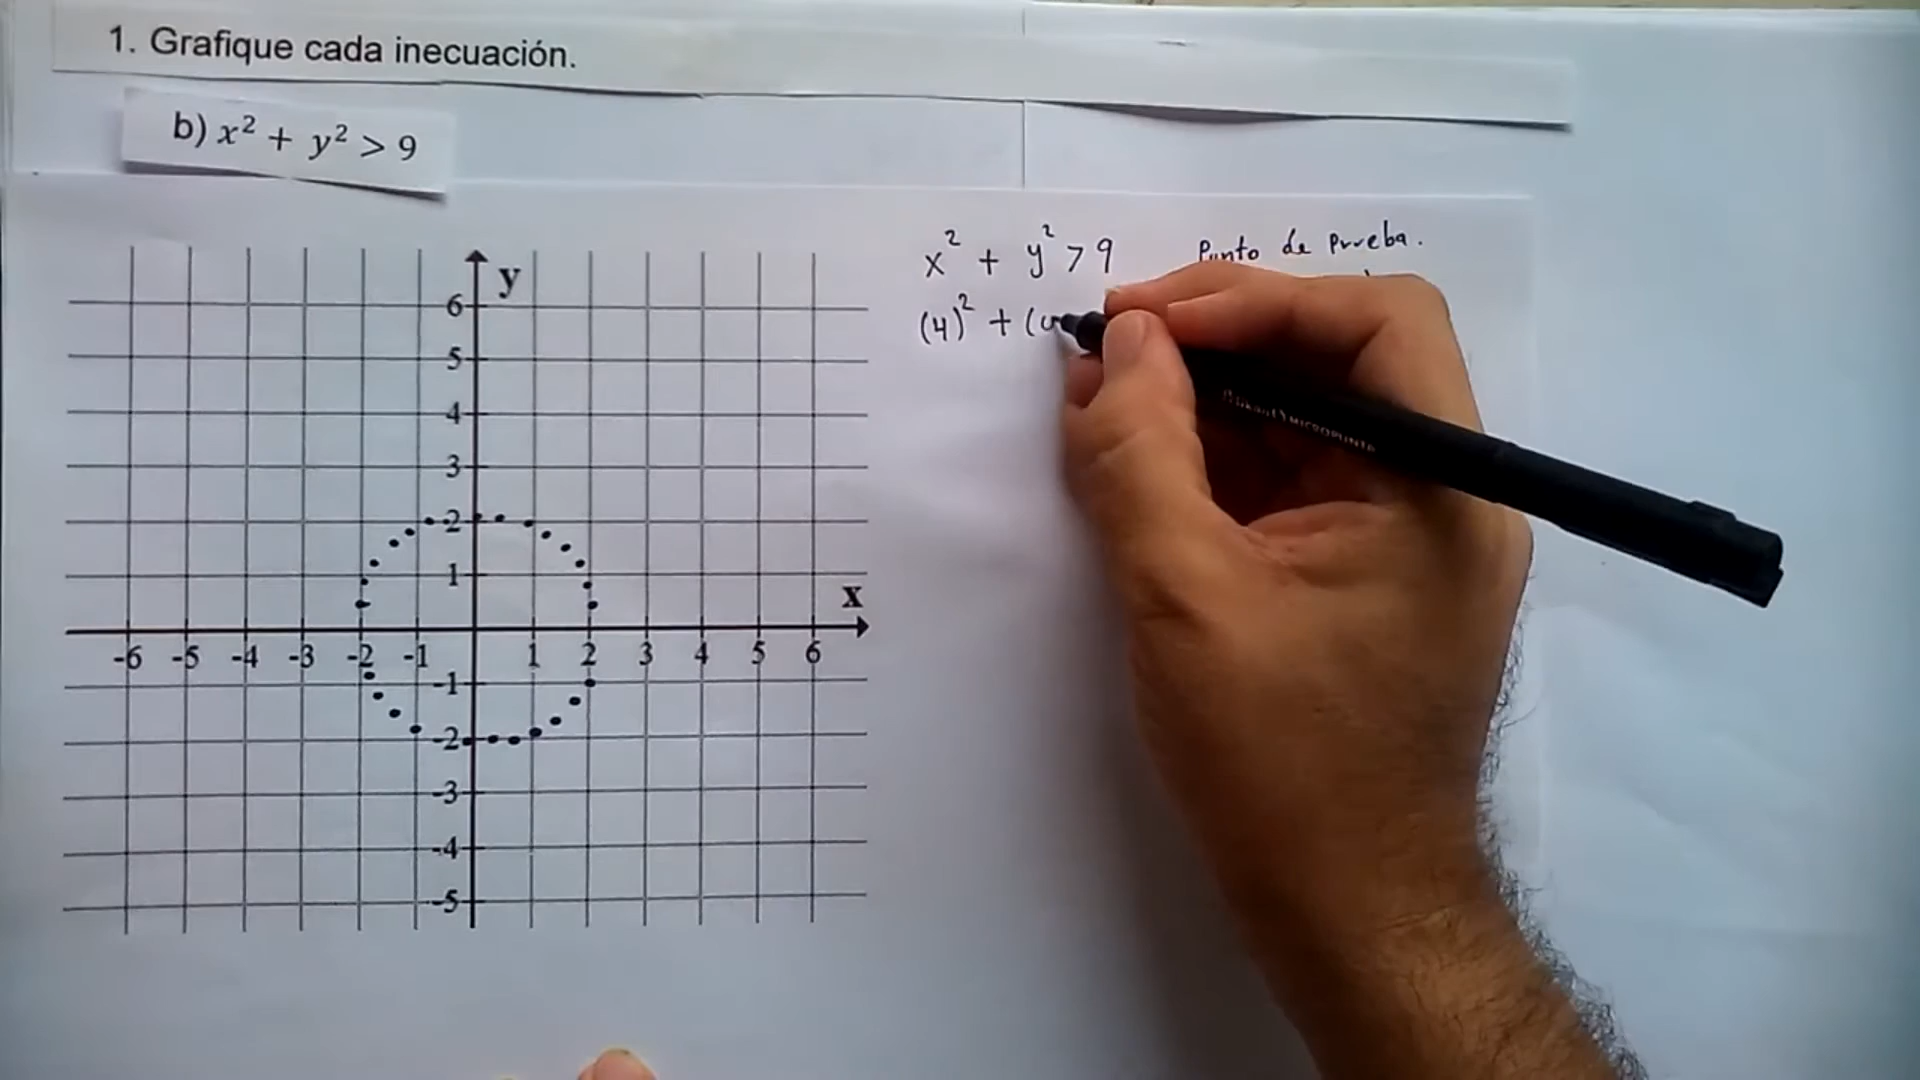 1. Grafique cada inecuación.
b) x² + y² > 9
x² + y² > 9
Punto de Prueba.
(4)² + (
y
6
5
4
3
2
1
x
-6 -5 -4 -3 -2 -1 1 2 3 4 5 6
-1
-2
-3
-4
-5